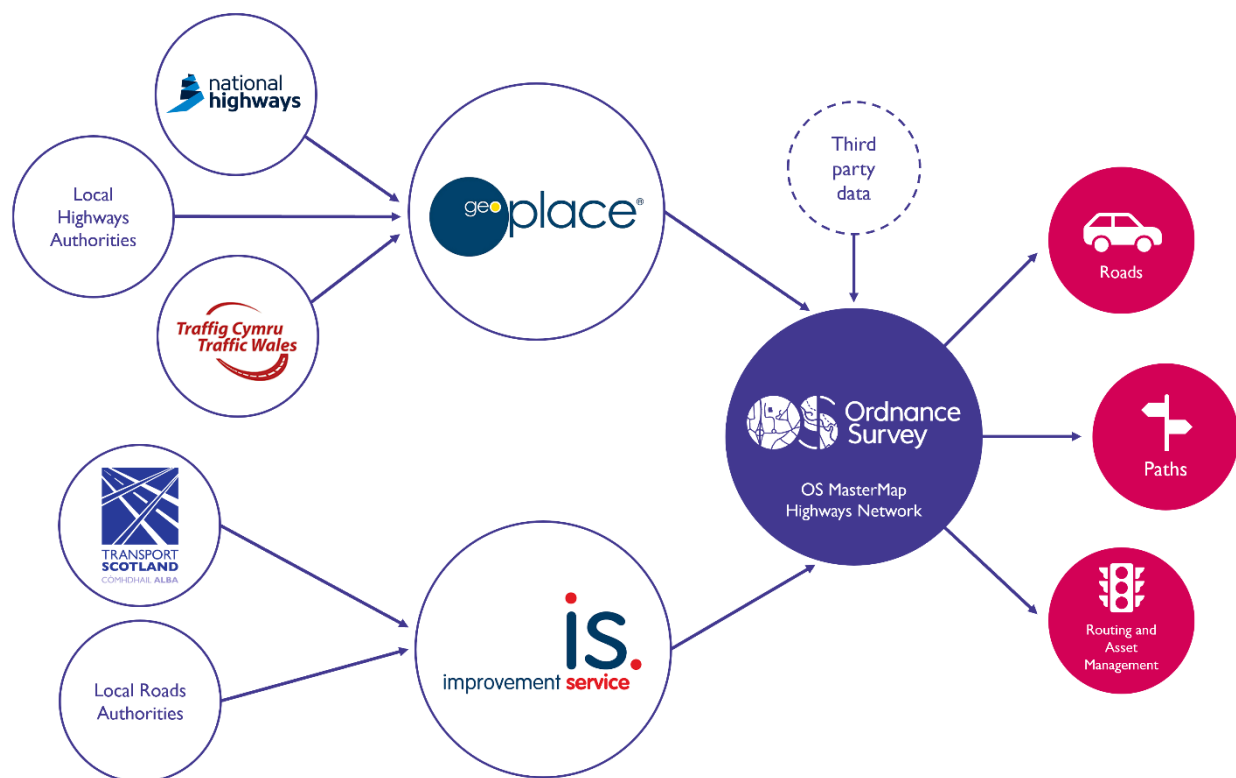 national
highways
Local
Highways
Authorities
Traffig Cymru
Traffic Wales
geoplace®
Third
party
data
Roads
Ordnance
Survey
OS MasterMap
Highways Network
Paths
TRANSPORT
SCOTLAND
CÒMHDHAIL ALBA
Local Roads
Authorities
is.
improvement service
Routing and
Asset
Management